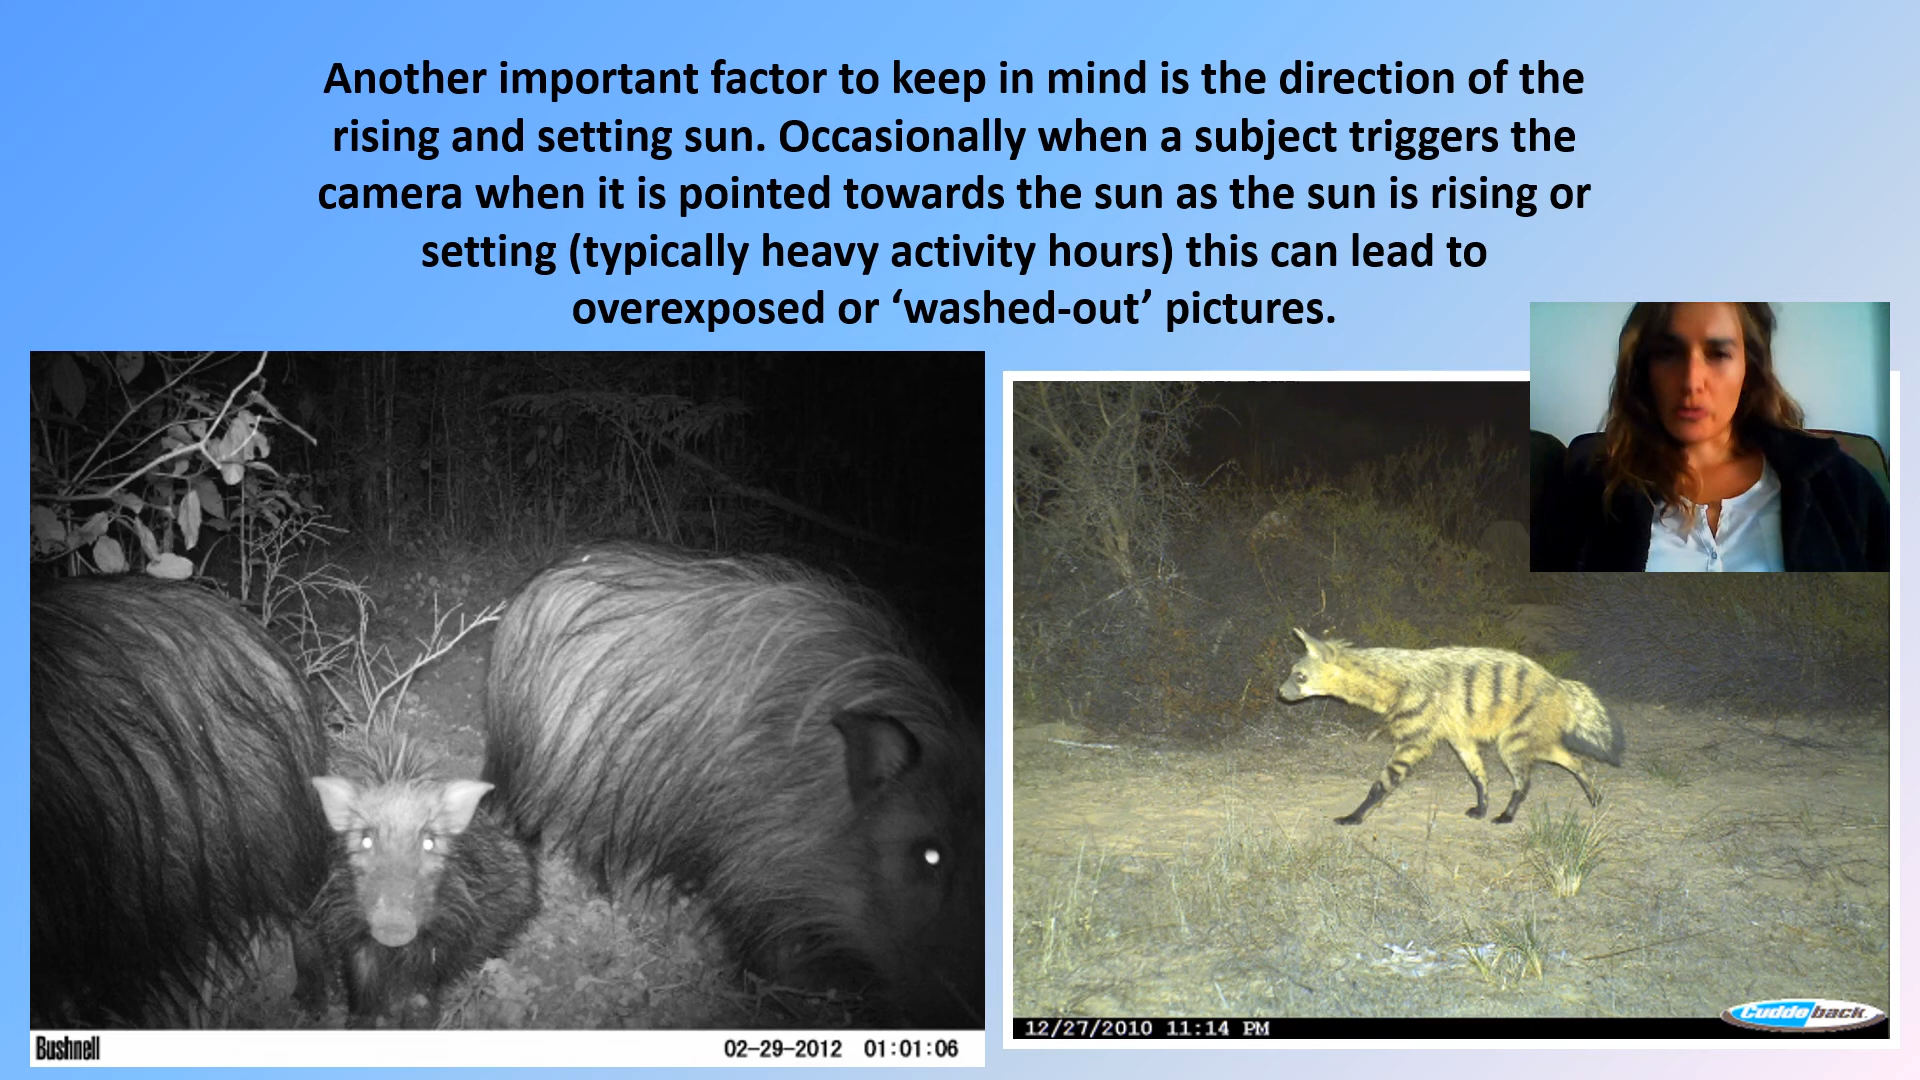 Another important factor to keep in mind is the direction of the
rising and setting sun. Occasionally when a subject triggers the
camera when it is pointed towards the sun as the sun is rising or
setting (typically heavy activity hours) this can lead to
overexposed or ‘washed-out’ pictures.
Bushnell
02-29-2012 01:01:06
12/27/2010 11:14 PM
Cuddeback